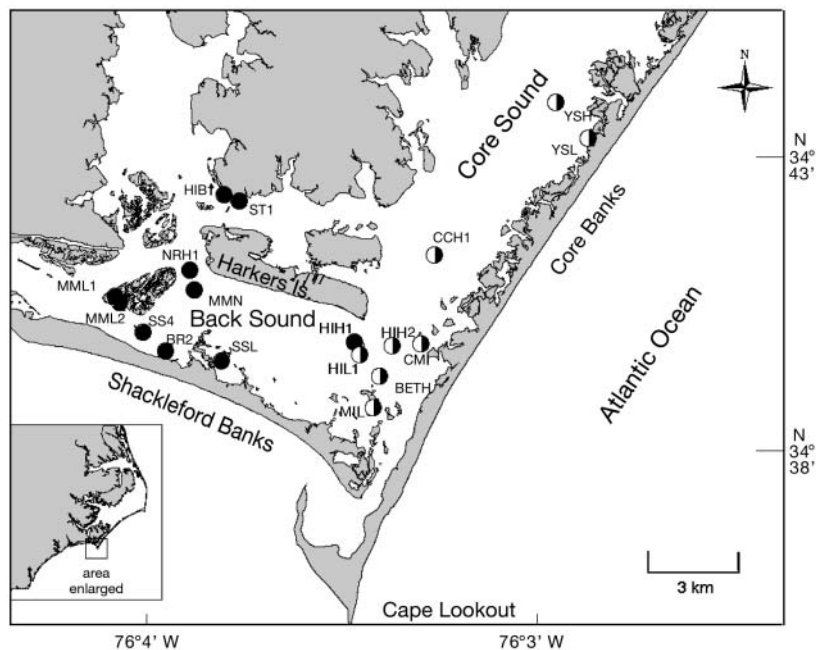 N
YSH
Core Sound
YSL
N
34°
43'
HIB1
ST1
CCH1
Core Banks
NRH1
Harkers Is.
MML1
MMN
MML2
SS4
Back Sound
HIH1
HIH2
BR2
SSL
HIL1
CMI
BETH
MIL
Atlantic Ocean
Shackleford Banks
N
34°
38'
area
enlarged
3 km
Cape Lookout
76°4' W
76°3' W